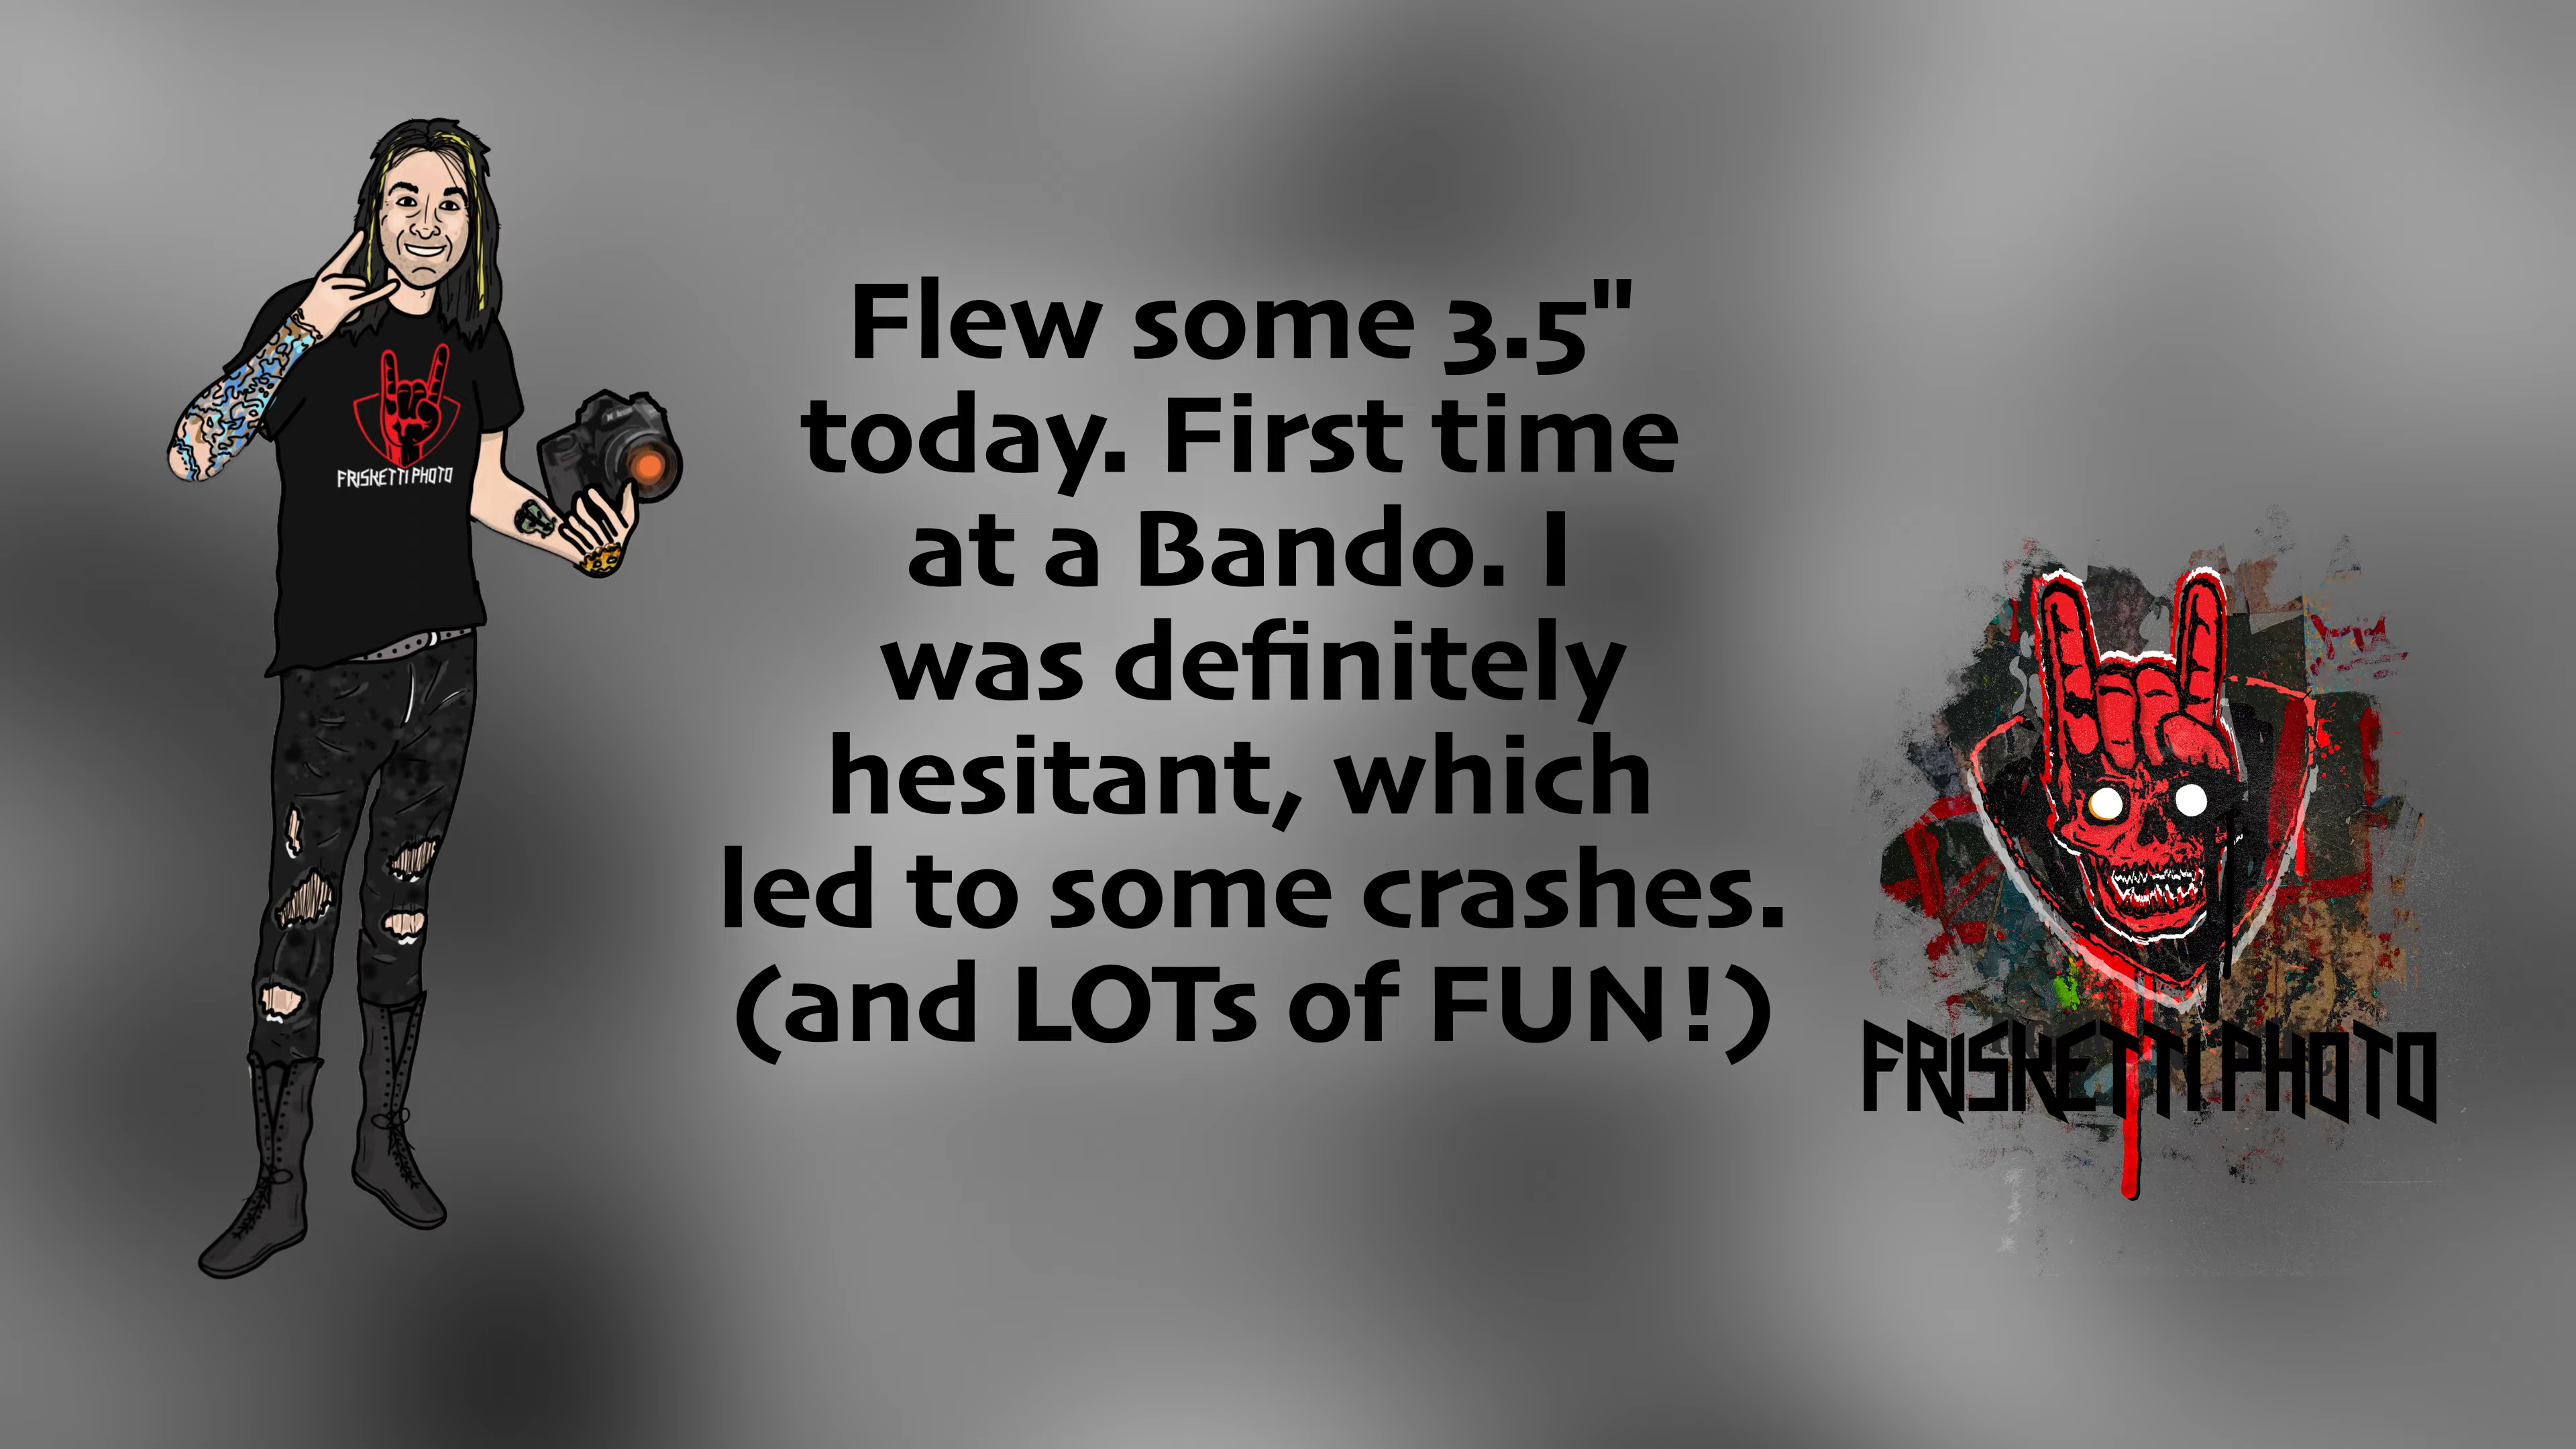 Flew some 3.5"
today. First time
at a Bando. I
was definitely
hesitant, which
led to some crashes.
(and LOTs of FUN!)
FRISKETTI PHOTO
FRISKETTI PHOTO